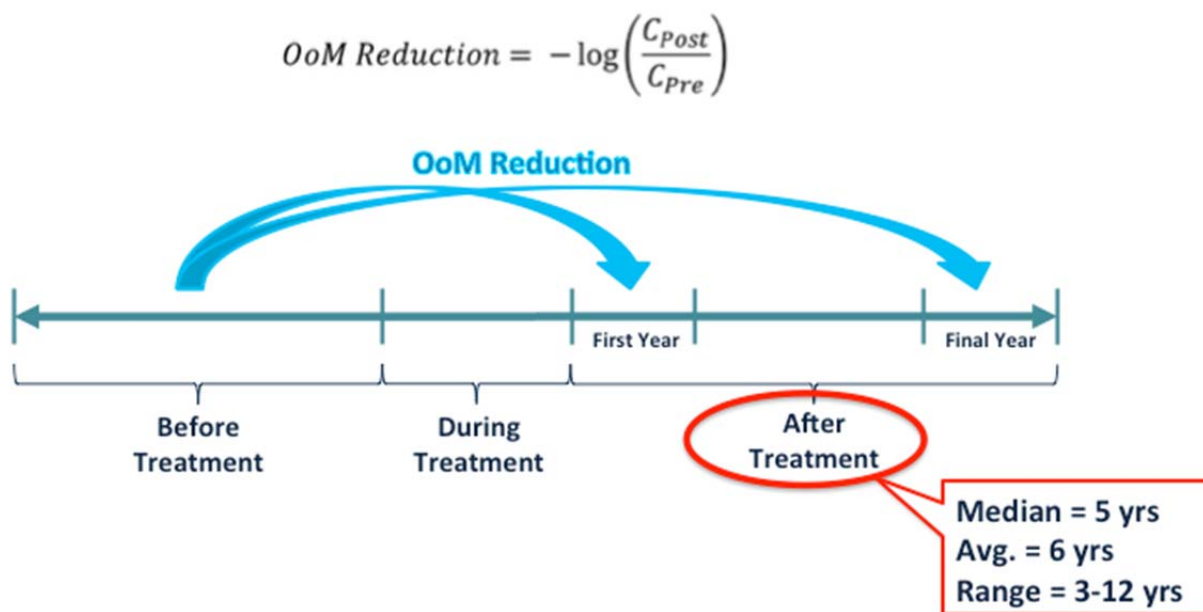 OoM Reduction = −log(C_Post / C_Pre)
OoM Reduction
First Year
Final Year
Before
Treatment
During
Treatment
After
Treatment
Median = 5 yrs
Avg. = 6 yrs
Range = 3-12 yrs